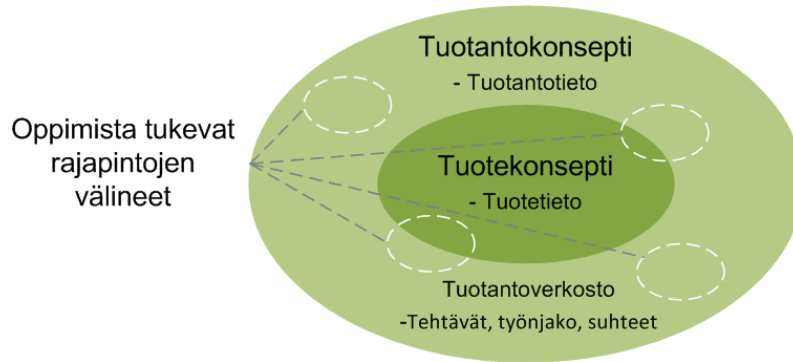 Tuotantokonsepti
- Tuotantotieto
Oppimista tukevat
rajapintojen
välineet
Tuotekonsepti
- Tuotetieto
Tuotantoverkosto
-Tehtävät, työnjako, suhteet